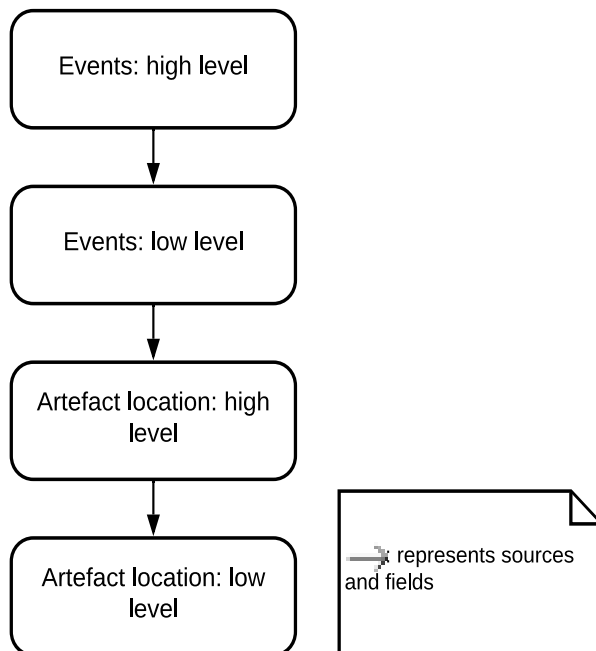 Events: high level
Events: low level
Artefact location: high
level
Artefact location: low
level
: represents sources
and fields